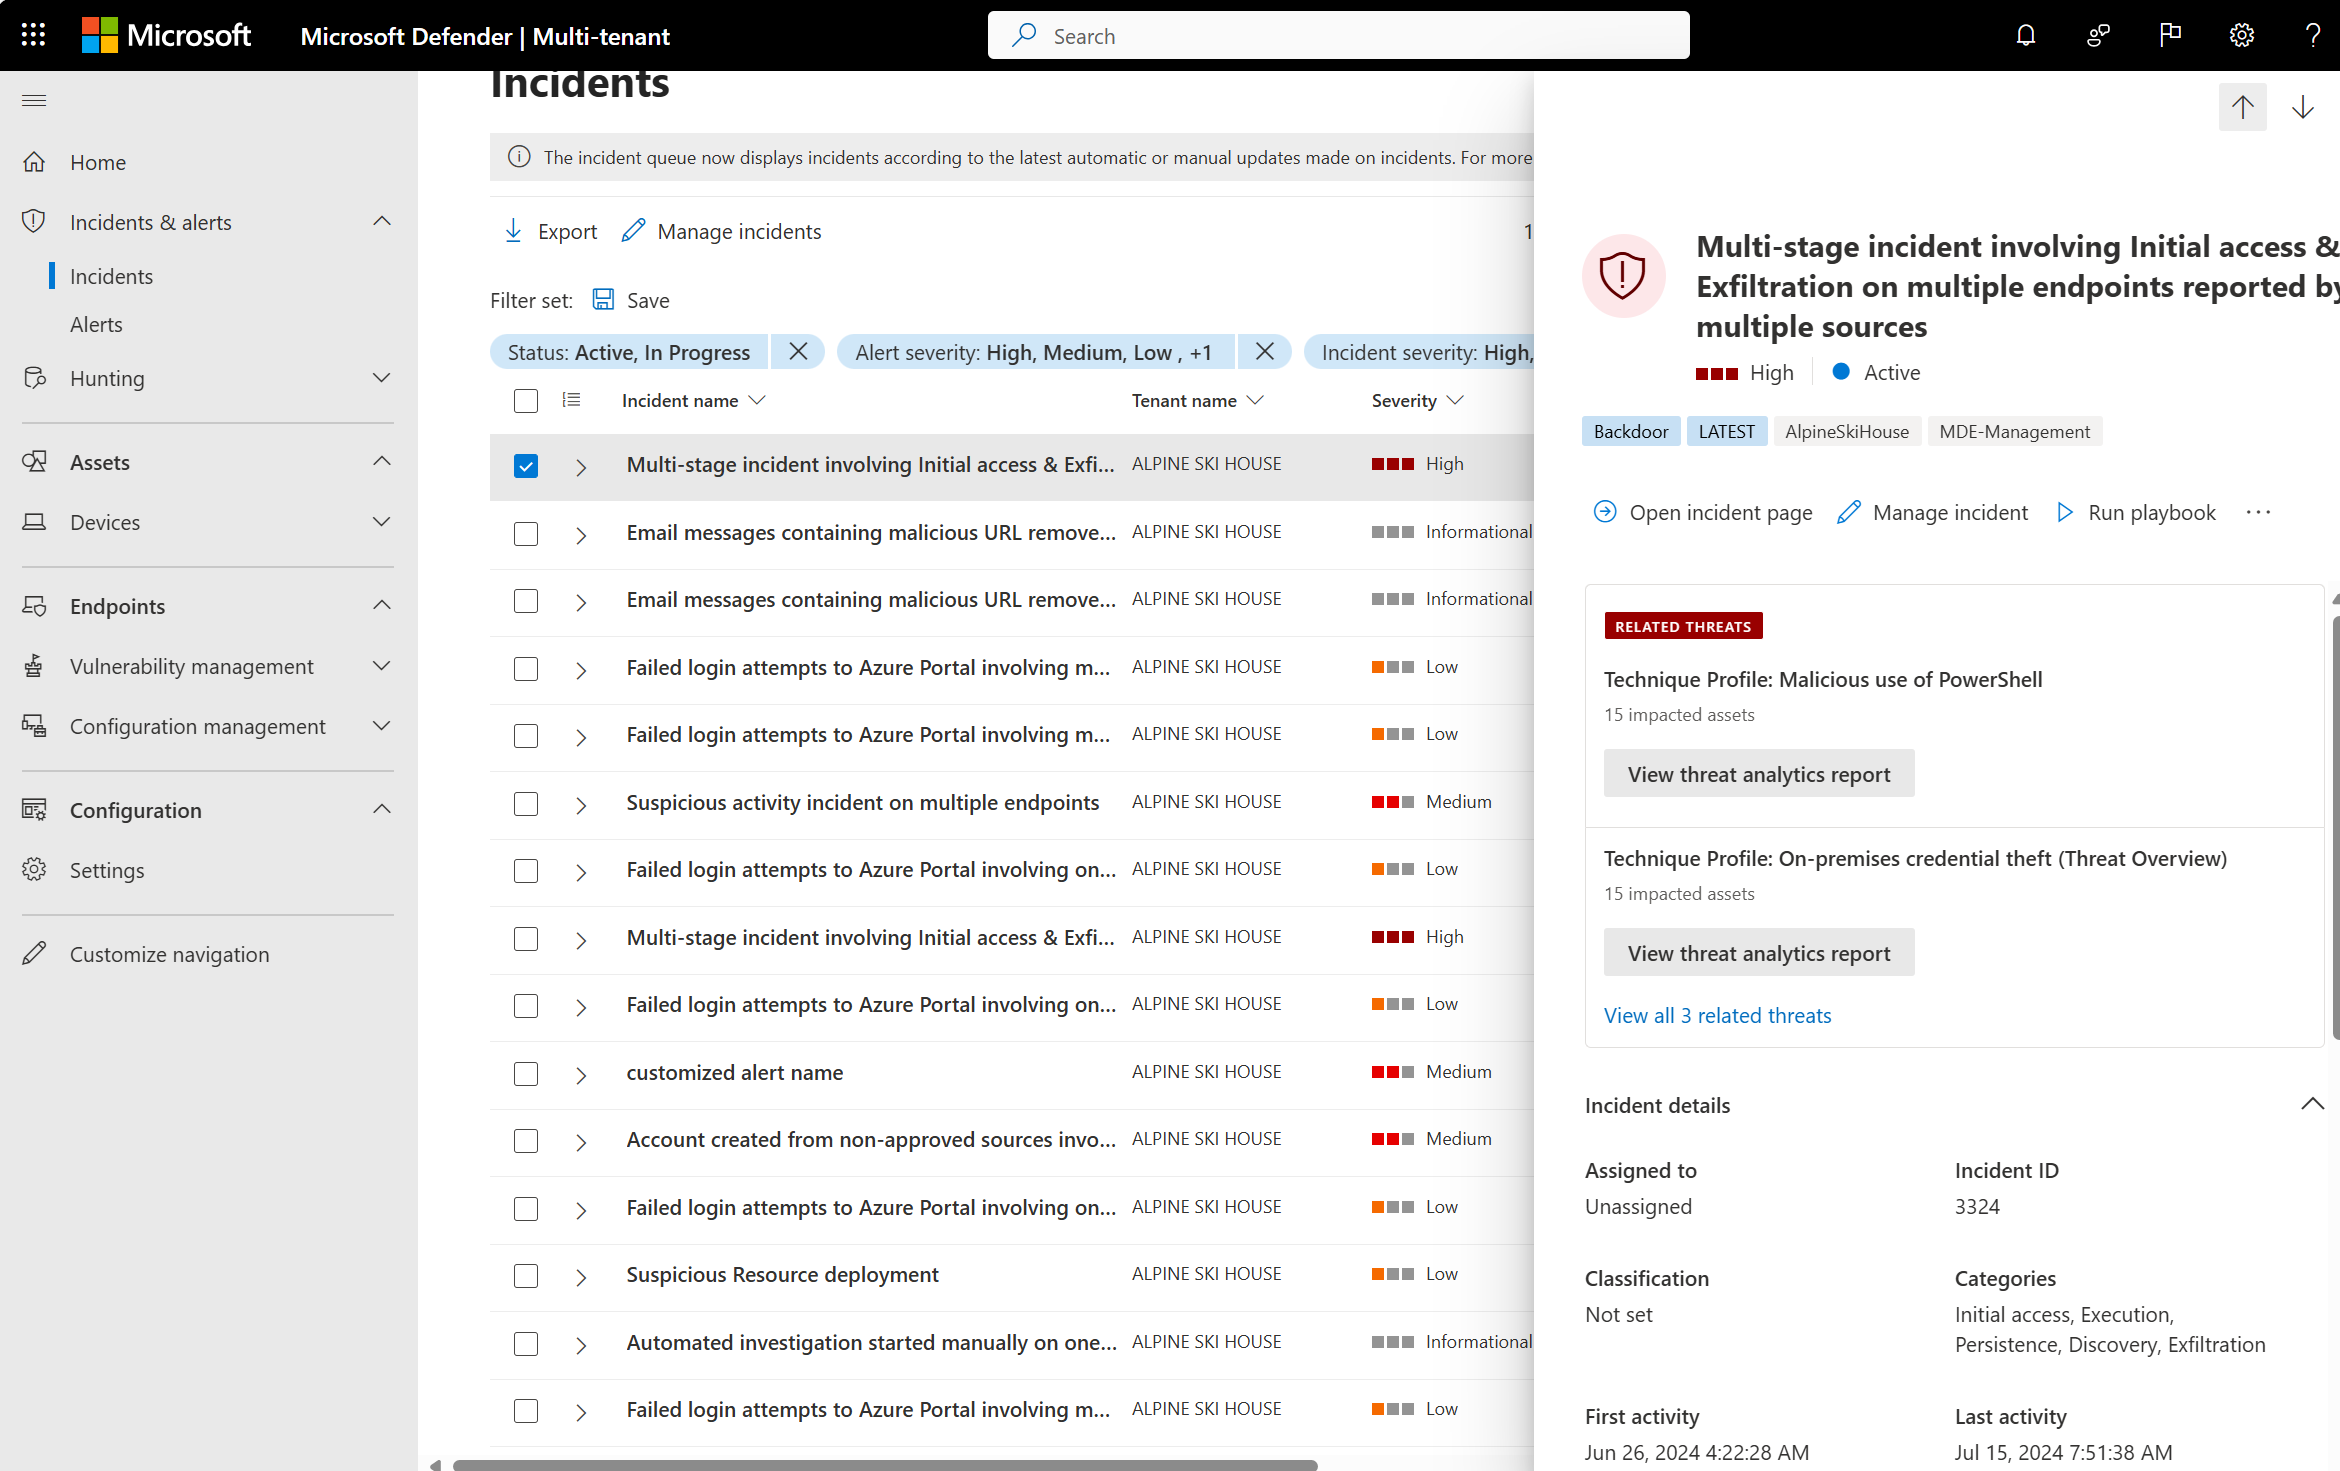 Microsoft
Microsoft Defender | Multi-tenant
Search
Home
Incidents & alerts
Incidents
Alerts
Hunting
Assets
Devices
Endpoints
Vulnerability management
Configuration management
Configuration
Settings
Customize navigation
Incidents
The incident queue now displays incidents according to the latest automatic or manual updates made on incidents. For more
Export
Manage incidents
1
Filter set:
Save
Status: Active, In Progress
Alert severity: High, Medium, Low , +1
Incident severity: High,
Incident name
Tenant name
Severity
Multi-stage incident involving Initial access & Exfi... ALPINE SKI HOUSE High
Email messages containing malicious URL remove... ALPINE SKI HOUSE Informational
Email messages containing malicious URL remove... ALPINE SKI HOUSE Informational
Failed login attempts to Azure Portal involving m... ALPINE SKI HOUSE Low
Failed login attempts to Azure Portal involving m... ALPINE SKI HOUSE Low
Suspicious activity incident on multiple endpoints ALPINE SKI HOUSE Medium
Failed login attempts to Azure Portal involving on... ALPINE SKI HOUSE Low
Multi-stage incident involving Initial access & Exfi... ALPINE SKI HOUSE High
Failed login attempts to Azure Portal involving on... ALPINE SKI HOUSE Low
customized alert name ALPINE SKI HOUSE Medium
Account created from non-approved sources invo... ALPINE SKI HOUSE Medium
Failed login attempts to Azure Portal involving on... ALPINE SKI HOUSE Low
Suspicious Resource deployment ALPINE SKI HOUSE Low
Automated investigation started manually on one... ALPINE SKI HOUSE Informational
Failed login attempts to Azure Portal involving m... ALPINE SKI HOUSE Low
Multi-stage incident involving Initial access &
Exfiltration on multiple endpoints reported by
multiple sources
High
Active
Backdoor
LATEST
AlpineSkiHouse
MDE-Management
Open incident page
Manage incident
Run playbook
RELATED THREATS
Technique Profile: Malicious use of PowerShell
15 impacted assets
View threat analytics report
Technique Profile: On-premises credential theft (Threat Overview)
15 impacted assets
View threat analytics report
View all 3 related threats
Incident details
Assigned to
Unassigned
Incident ID
3324
Classification
Not set
Categories
Initial access, Execution,
Persistence, Discovery, Exfiltration
First activity
Jun 26, 2024 4:22:28 AM
Last activity
Jul 15, 2024 7:51:38 AM